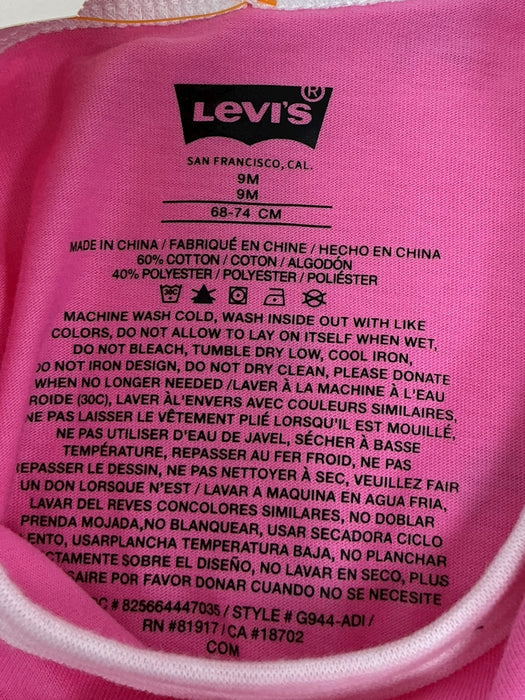 Levi's ®
SAN FRANCISCO, CAL.
9M
9M
68-74 CM
MADE IN CHINA / FABRIQUÉ EN CHINE / HECHO EN CHINA
60% COTTON / COTON / ALGODÓN
40% POLYESTER / POLYESTER / POLIÉSTER
MACHINE WASH COLD, WASH INSIDE OUT WITH LIKE
COLORS, DO NOT ALLOW TO LAY ON ITSELF WHEN WET,
DO NOT BLEACH, TUMBLE DRY LOW, COOL IRON,
DO NOT IRON DESIGN, DO NOT DRY CLEAN, PLEASE DONATE
WHEN NO LONGER NEEDED /LAVER À LA MACHINE À L'EAU
ROIDE (30C), LAVER ÀL'ENVERS AVEC COULEURS SIMILAIRES,
NE PAS LAISSER LE VÊTEMENT PLIÉ LORSQU'IL EST MOUILLÉ,
NE PAS UTILISER D'EAU DE JAVEL, SÉCHER À BASSE
TEMPÉRATURE, REPASSER AU FER FROID, NE PAS
REPASSER LE DESSIN, NE PAS NETTOYER À SEC, VEUILLEZ FAIR
UN DON LORSQUE N'EST / LAVAR A MAQUINA EN AGUA FRIA,
LAVAR DEL REVES CON COLORES SIMILARES, NO DOBLAR
PRENDA MOJADA,NO BLANQUEAR, USAR SECADORA CICLO
LENTO, USARPLANCHA TEMPERATURA BAJA, NO PLANCHAR
CTAMENTE SOBRE EL DISEÑO, NO LAVAR EN SECO, PLUS
SAIRE POR FAVOR DONAR CUANDO NO SE NECESITE
C # 825664447035 / STYLE # G944-ADI /
RN #81917 / CA #18702
COM